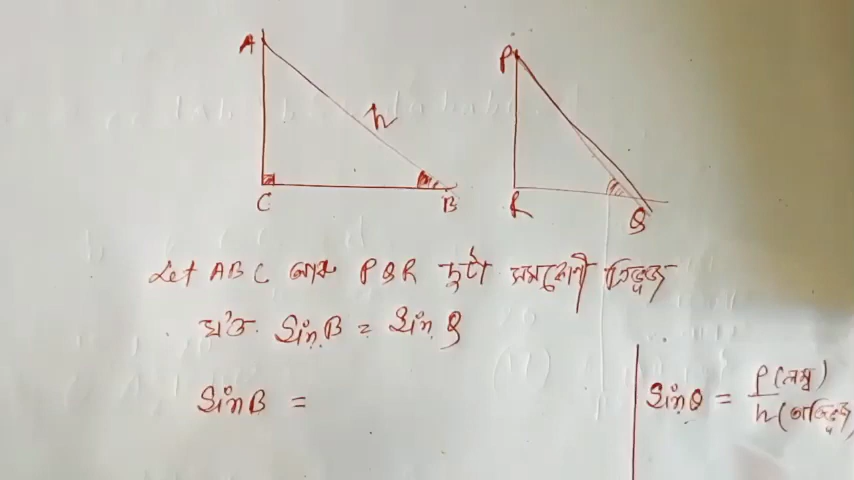 A
h
C
B
P
R
Q
Let ABC আৰু PQR দুটা সমকোণী ত্ৰিভুজ
য'ত sin B = sin Q
sin B =
sin θ = p(লম্ব)
h(অতিভুজ)